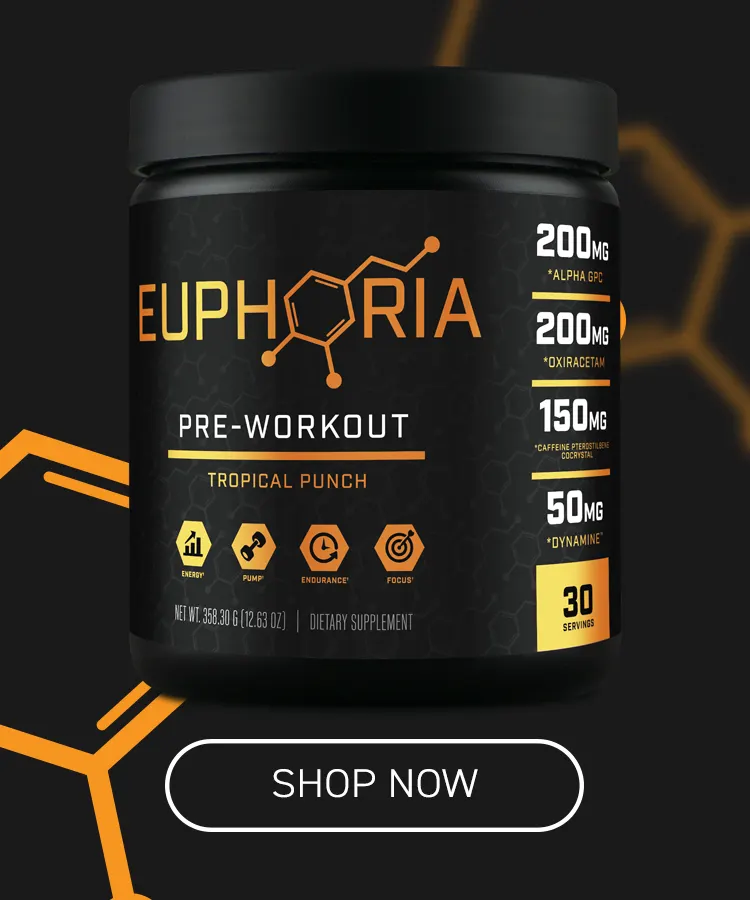 EUPHORIA
PRE-WORKOUT
TROPICAL PUNCH
ENERGY†
PUMP†
ENDURANCE†
FOCUS†
NET WT. 358.30 G (12.63 OZ) | DIETARY SUPPLEMENT
200MG
*ALPHA GPC
200MG
*OXIRACETAM
150MG
*CAFFEINE PTEROSTILBENE
COCRYSTAL
50MG
*DYNAMINE™
30
SERVINGS
SHOP NOW